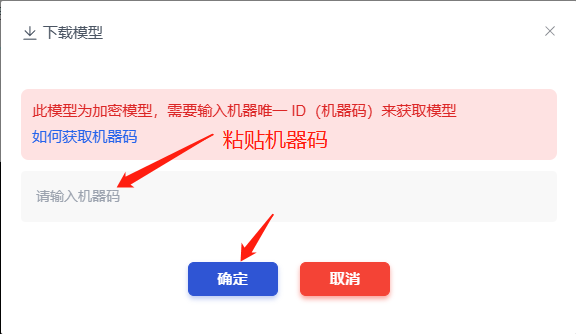 下载模型
此模型为加密模型，需要输入机器唯一 ID（机器码）来获取模型
如何获取机器码
粘贴机器码
请输入机器码
确定 取消